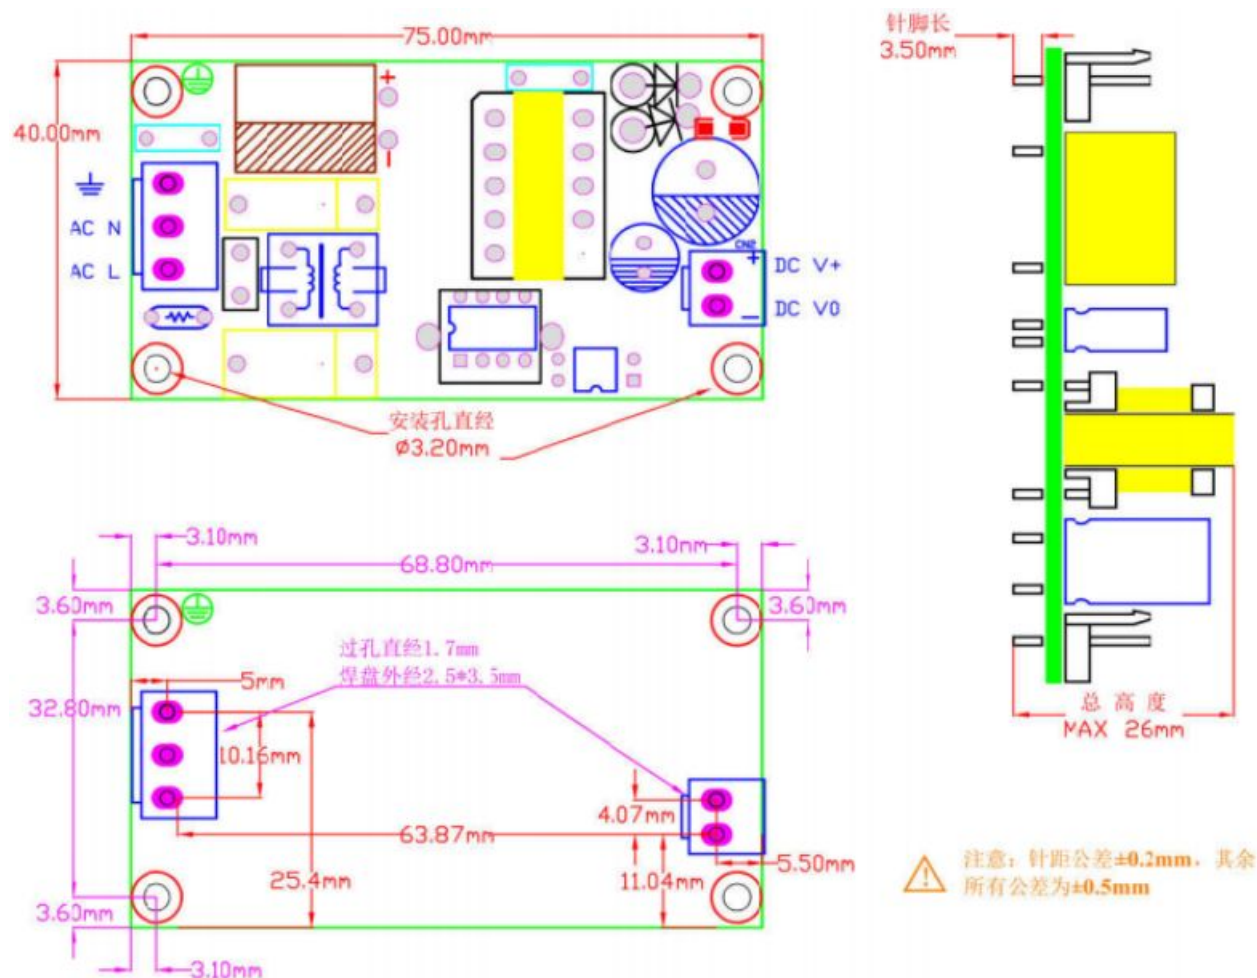 75.00mm
针脚长
3.50mm
40.00mm
+
−
AC N
AC L
CN2
+
DC V+
DC V0
−
安装孔直径
Ø3.20mm
3.10mm
3.10mm
68.80mm
3.60mm
3.60mm
过孔直径1.7mm
焊盘外径2.5*3.5mm
5mm
32.80mm
10.16mm
4.07mm
63.87mm
25.4mm
11.04mm
5.50mm
3.60mm
3.10mm
总高度
MAX 26mm
注意：针距公差±0.2mm，其余
所有公差为±0.5mm